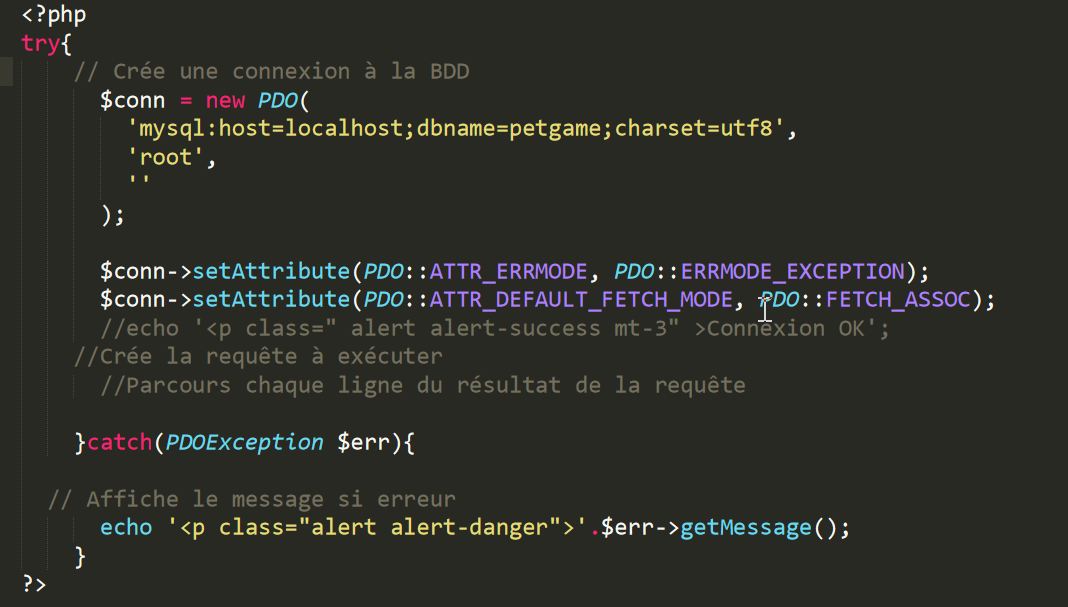 <?php
try{
// Crée une connexion à la BDD
$conn = new PDO(
'mysql:host=localhost;dbname=petgame;charset=utf8',
'root',
''
);
$conn->setAttribute(PDO::ATTR_ERRMODE, PDO::ERRMODE_EXCEPTION);
$conn->setAttribute(PDO::ATTR_DEFAULT_FETCH_MODE, PDO::FETCH_ASSOC);
//echo '<p class=" alert alert-success mt-3" >Connexion OK';
//Crée la requête à exécuter
//Parcours chaque ligne du résultat de la requête
}catch(PDOException $err){
// Affiche le message si erreur
echo '<p class="alert alert-danger">'.$err->getMessage();
}
?>